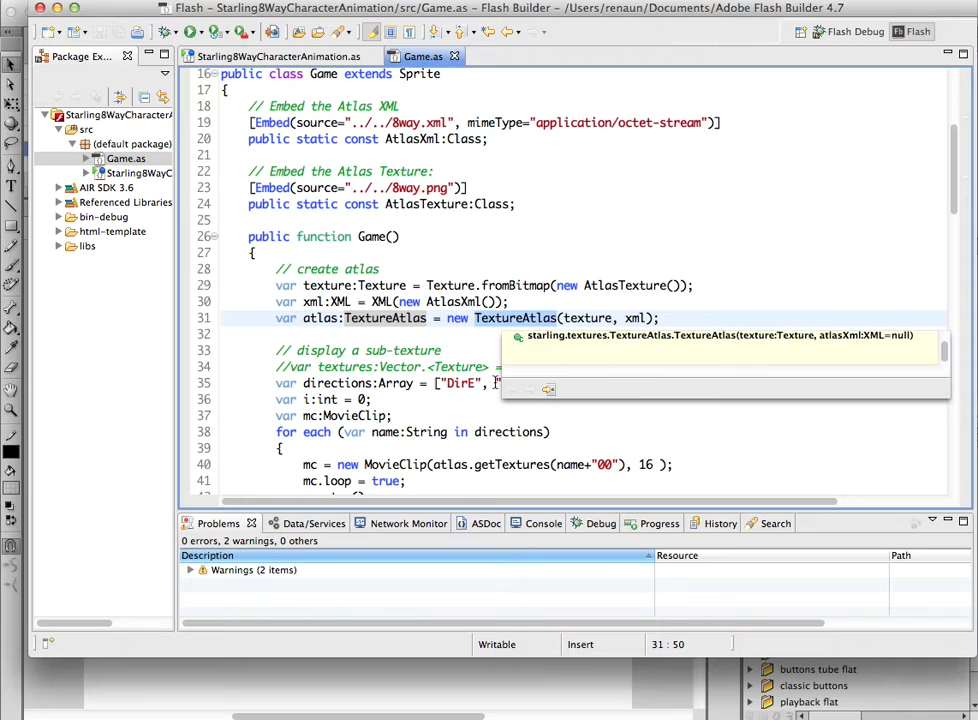 Flash - Starling8WayCharacterAnimation/src/Game.as - Flash Builder - /Users/renaun/Documents/Adobe Flash Builder 4.7
Flash Debug
Flash
Package Ex...
Starling8WayCharacterAnimation.as
Game.as
Starling8WayCharacter
src
(default package)
Game.as
Starling8WayC
AIR SDK 3.6
Referenced Libraries
bin-debug
html-template
libs
16 public class Game extends Sprite
17 {
18 // Embed the Atlas XML
19 [Embed(source="../../8way.xml", mimeType="application/octet-stream")]
20 public static const AtlasXml:Class;
21
22 // Embed the Atlas Texture:
23 [Embed(source="../../8way.png")]
24 public static const AtlasTexture:Class;
25
26 public function Game()
27 {
28 // create atlas
29 var texture:Texture = Texture.fromBitmap(new AtlasTexture());
30 var xml:XML = XML(new AtlasXml());
31 var atlas:TextureAtlas = new TextureAtlas(texture, xml);
32
starling.textures.TextureAtlas.TextureAtlas(texture:Texture, atlasXml:XML=null)
33 // display a sub-texture
34 //var textures:Vector.<Texture> =
35 var directions:Array = ["DirE", "
36 var i:int = 0;
37 var mc:MovieClip;
38 for each (var name:String in directions)
39 {
40 mc = new MovieClip(atlas.getTextures(name+"00"), 16 );
41 mc.loop = true;
Problems
Data/Services
Network Monitor
ASDoc
Console
Debug
Progress
History
Search
0 errors, 2 warnings, 0 others
Description
Resource
Path
Warnings (2 items)
Writable
Insert
31 : 50
buttons tube flat
classic buttons
playback flat